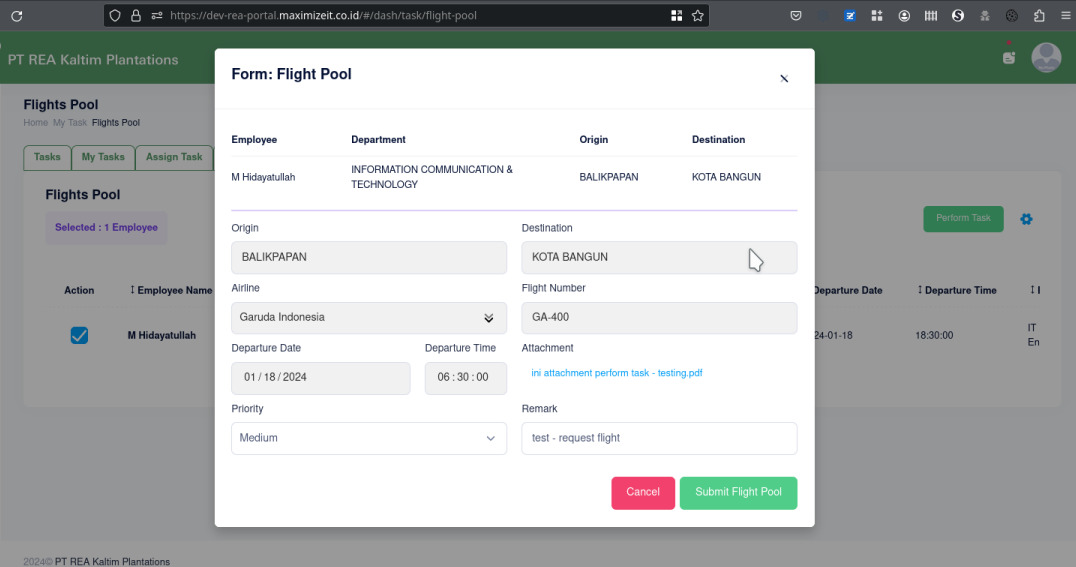 https://dev-rea-portal.maximizeit.co.id/#/dash/task/flight-pool
PT REA Kaltim Plantations
Flights Pool
Home My Task Flights Pool
Tasks
My Tasks
Assign Task
Flights Pool
Selected : 1 Employee
Perform Task
Action
Employee Name
Departure Date
Departure Time
M Hidayatullah
24-01-18
18:30:00
IT
En
Form: Flight Pool
Employee
Department
Origin
Destination
M Hidayatullah
INFORMATION COMMUNICATION &
TECHNOLOGY
BALIKPAPAN
KOTA BANGUN
Origin
Destination
BALIKPAPAN
KOTA BANGUN
Airline
Flight Number
Garuda Indonesia
GA-400
Departure Date
Departure Time
Attachment
01 / 18 / 2024
06 : 30 : 00
ini attachment perform task - testing.pdf
Priority
Remark
Medium
test - request flight
Cancel
Submit Flight Pool
2024© PT REA Kaltim Plantations